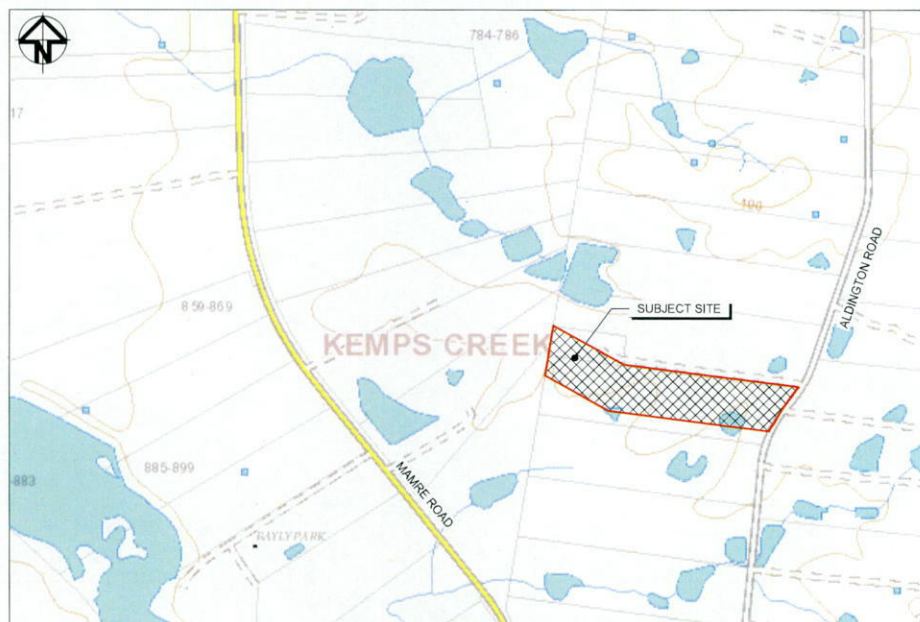 N
784-786
17
100
ALDINGTON ROAD
859-869
SUBJECT SITE
KEMPS CREEK
885-899
-883
MAMRE ROAD
BAYLY PARK